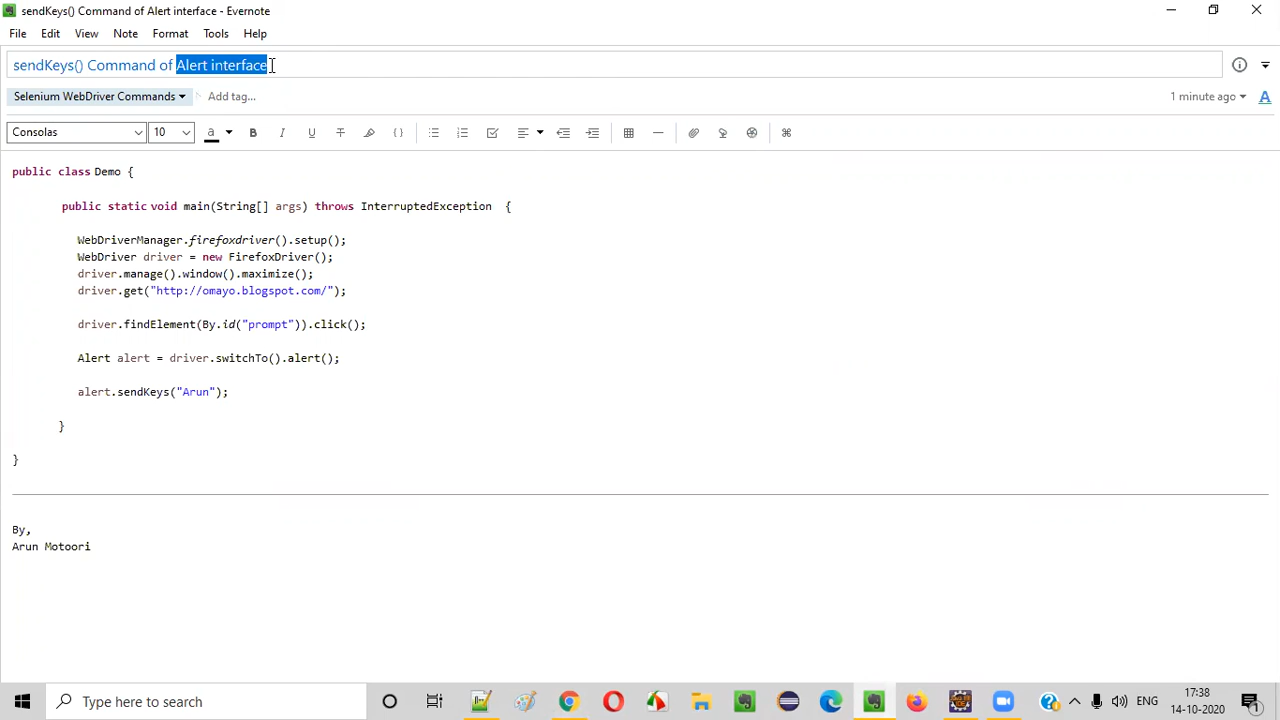 sendKeys() Command of Alert interface - Evernote
File Edit View Note Format Tools Help
sendKeys() Command of Alert interface
Selenium WebDriver Commands Add tag... 1 minute ago
Consolas 10
public class Demo {
public static void main(String[] args) throws InterruptedException {
WebDriverManager.firefoxdriver().setup();
WebDriver driver = new FirefoxDriver();
driver.manage().window().maximize();
driver.get("http://omayo.blogspot.com/");
driver.findElement(By.id("prompt")).click();
Alert alert = driver.switchTo().alert();
alert.sendKeys("Arun");
}
}
By,
Arun Motoori
Type here to search
ENG
17:38
14-10-2020